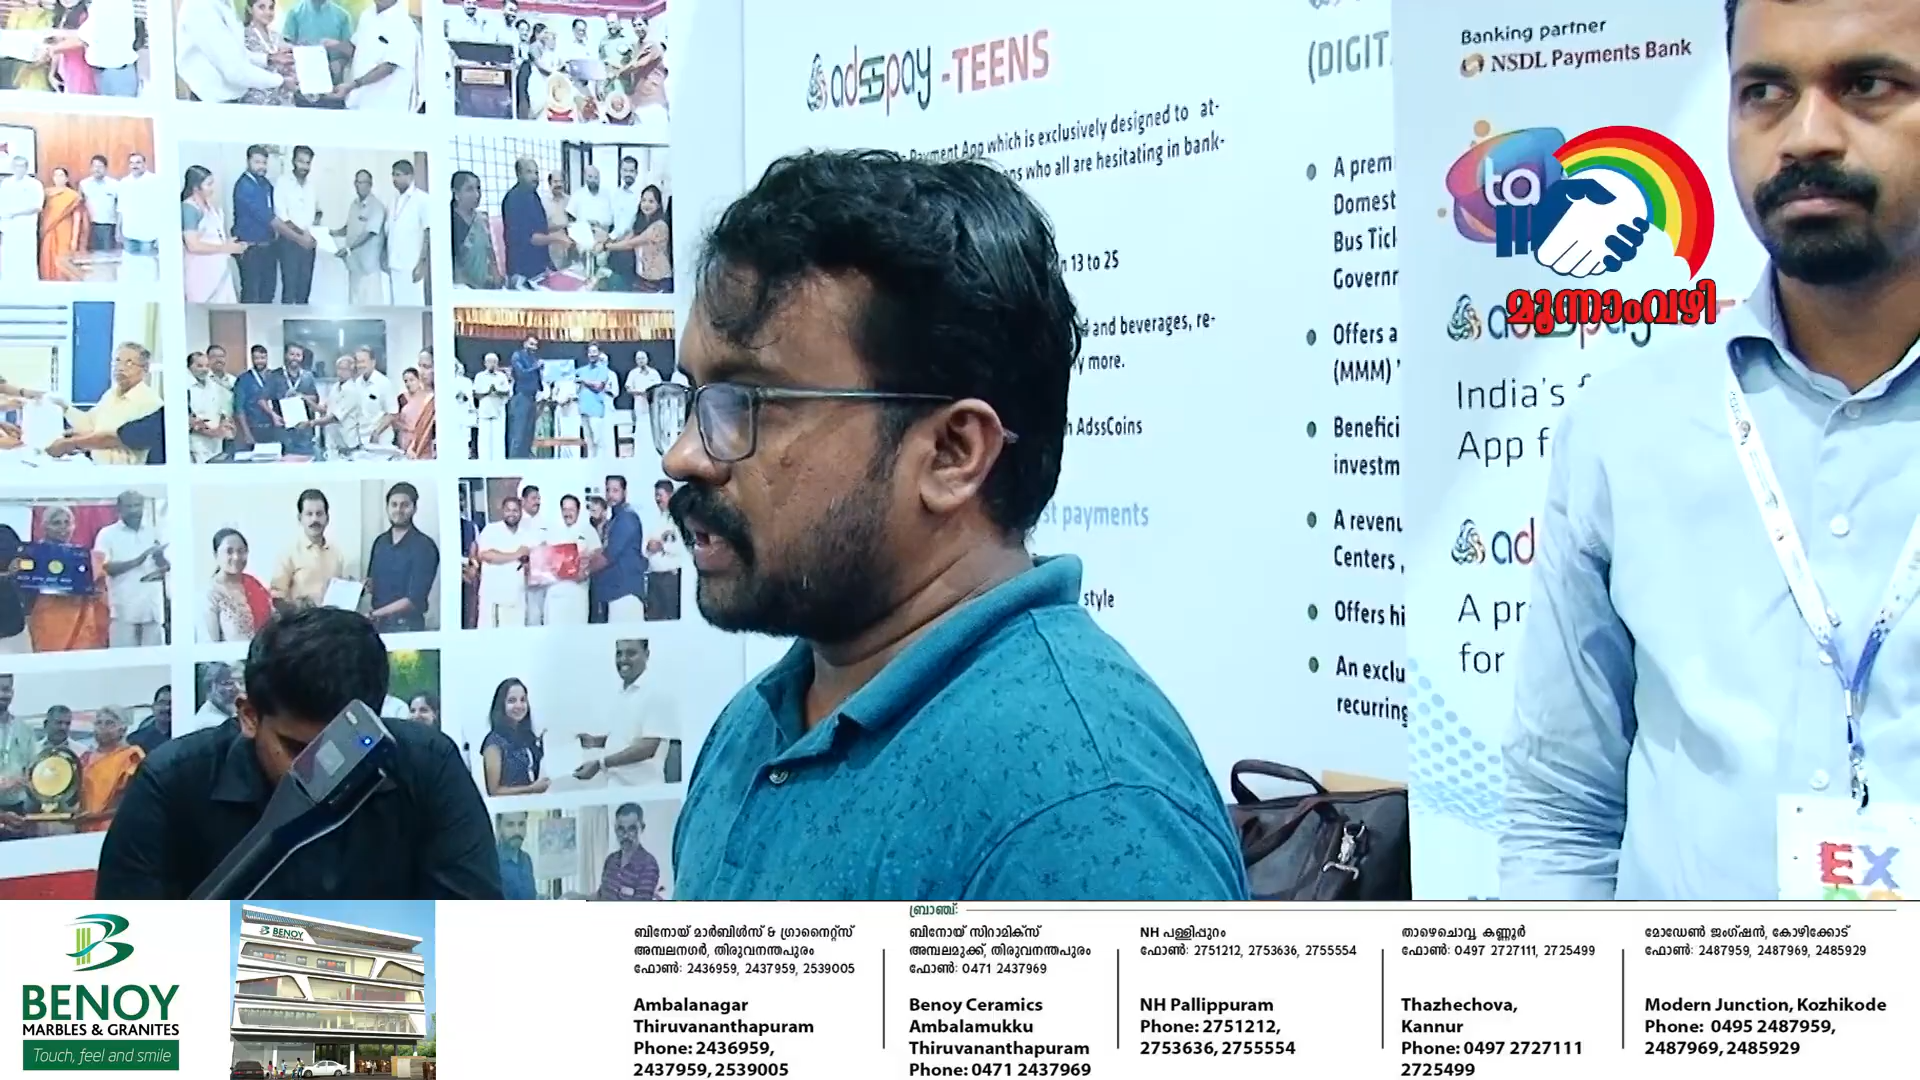 adsspay -TEENS
Payment App which is exclusively designed to at-
who all are hesitating in bank-
13 to 25
and beverages, re-
more.
AdssCoins
payments
style
(DIGIT
A prem
Domest
Bus Tick
Governm
Offers a
(MMM)
Benefici
investm
A revenu
Centers ,
Offers hi
An exclu
recurring
Banking partner
NSDL Payments Bank
ta
മൂന്നാംവഴി
adsspay
India's
App f
ad
A pr
for
EX
BENOY
MARBLES & GRANITES
Touch, feel and smile
BENOY
ബ്രാഞ്ച്:
ബിനോയ് മാർബിൾസ് & ഗ്രാനൈറ്റ്സ്
അമ്പലനഗർ, തിരുവനന്തപുരം
ഫോൺ: 2436959, 2437959, 2539005
Ambalanagar
Thiruvananthapuram
Phone: 2436959,
2437959, 2539005
ബിനോയ് സിറാമിക്സ്
അമ്പലമുക്ക്, തിരുവനന്തപുരം
ഫോൺ: 0471 2437969
Benoy Ceramics
Ambalamukku
Thiruvananthapuram
Phone: 0471 2437969
NH പള്ളിപ്പുറം
ഫോൺ: 2751212, 2753636, 2755554
NH Pallippuram
Phone: 2751212,
2753636, 2755554
താഴെചൊവ്വ, കണ്ണൂർ
ഫോൺ: 0497 2727111, 2725499
Thazhechova,
Kannur
Phone: 0497 2727111
2725499
മോഡേൺ ജംഗ്ഷൻ, കോഴിക്കോട്
ഫോൺ: 2487959, 2487969, 2485929
Modern Junction, Kozhikode
Phone: 0495 2487959,
2487969, 2485929